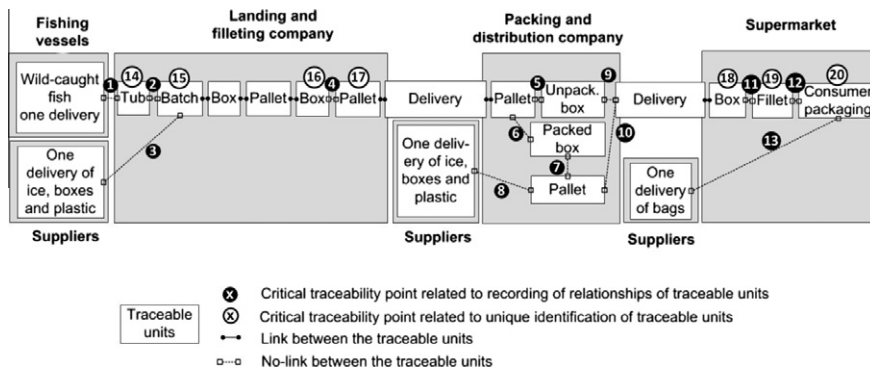 Fishing
vessels
Landing and
filleting company
Packing and
distribution company
Supermarket
Wild-caught
fish
one delivery
1
14
Tub
2
15
Batch
Box
Pallet
16
Box
4
17
Pallet
Delivery
Pallet
5
Unpack.
box
9
Delivery
18
Box
11
19
Fillet
12
20
Consumer
packaging
3
6
Packed
box
10
13
7
One
delivery of
ice, boxes
and plastic
One deliv-
ery of ice,
boxes and
plastic
8
Pallet
One
delivery
of bags
Suppliers
Suppliers
Suppliers
Traceable
units
x Critical traceability point related to recording of relationships of traceable units
x Critical traceability point related to unique identification of traceable units
Link between the traceable units
No-link between the traceable units